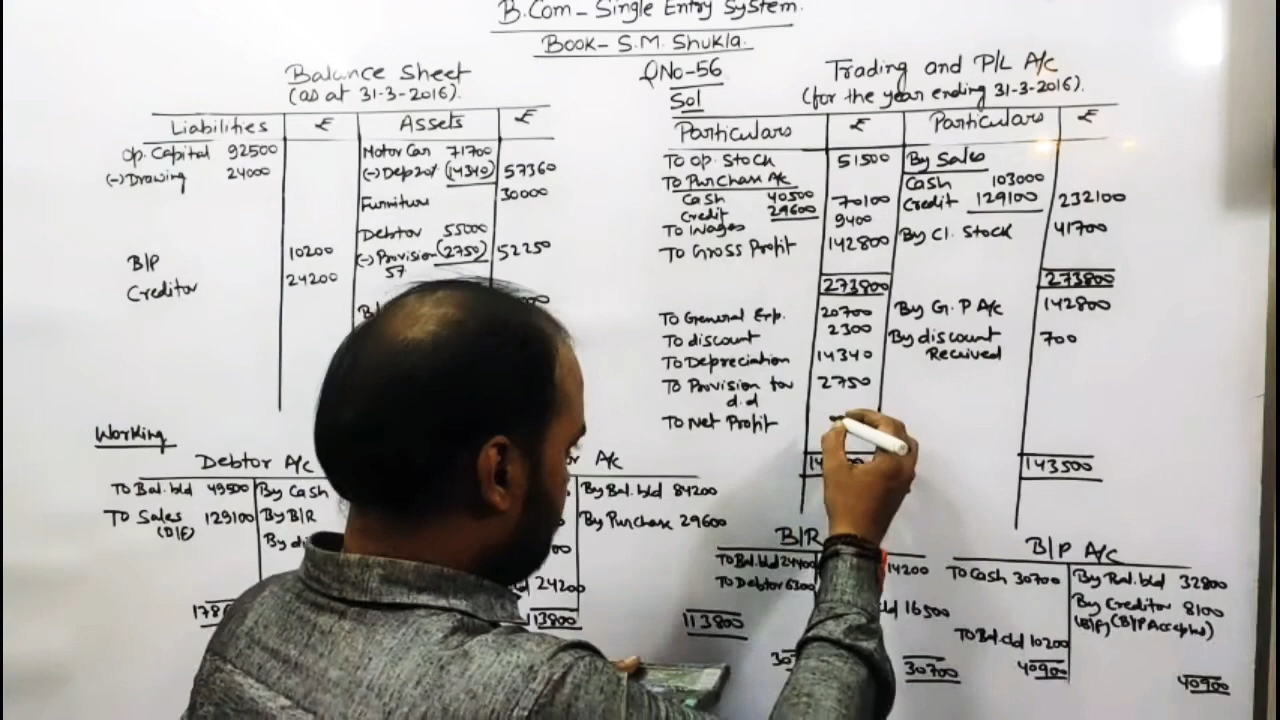 B.Com – Single Entry System.
Book – S.M. Shukla.
QNo-56
Sol
Balance Sheet
(as at 31-3-2016).
Liabilities ₹ Assets ₹
Op. Capital 92500 Motor Car 71700
(-) Drawing 24000 (-) Dep (14340) 57360
Furniture 30000
Debtor 55000
B/P 10200 (-) Provision (2750) 52250
Creditor 24200
Trading and P/L A/c
(for the year ending 31-3-2016).
Particulars ₹ Particulars ₹
To Op. Stock 51500 By Sales
To Purchase A/c Cash 103000
Cash 40500 Credit 129100 232100
Credit 29600 70100
To Wages 9400
To Gross Profit 142800 By Cl. Stock 41700
273800 273800
To General Exp. 20700 By G.P A/c 142800
To discount 2300 By discount Received 700
To Depreciation 14340
To Provision for d.d 2750
To Net Profit
143500
Working
Debtor A/c
To Bal. b/d 49500 By Cash
To Sales 129100 By B/R
(D/E)
A/c
By Bal. b/d 84200
By Purchase 29600
24200
113800 113800
B/R
To Bal. b/d 24400 14200
To Debtor 6300
16500
30700
B/P A/c
To Cash 30700 By Bal. b/d 32800
By Creditor 8100
(B/f) (B/P Accepted)
To Bal. c/d 10200
40900 40900